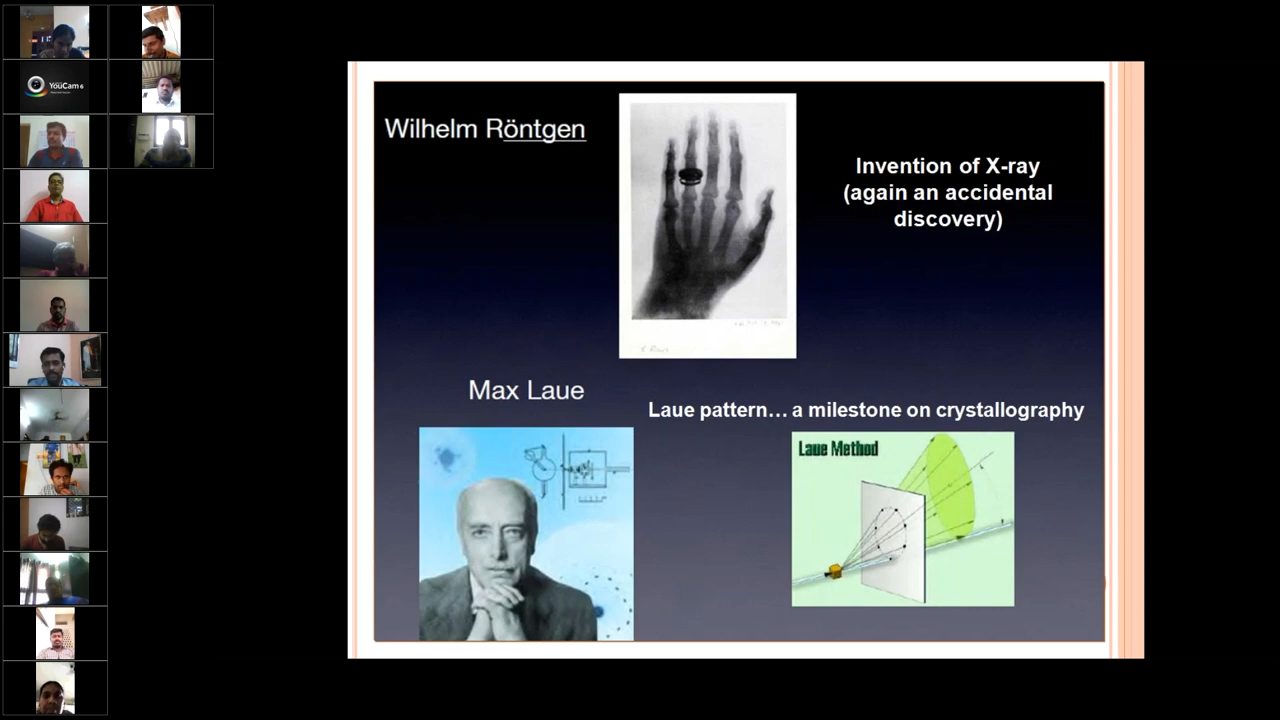 YouCam 6
Wilhelm Röntgen
Invention of X-ray
(again an accidental
discovery)
Max Laue
Laue pattern... a milestone on crystallography
Laue Method